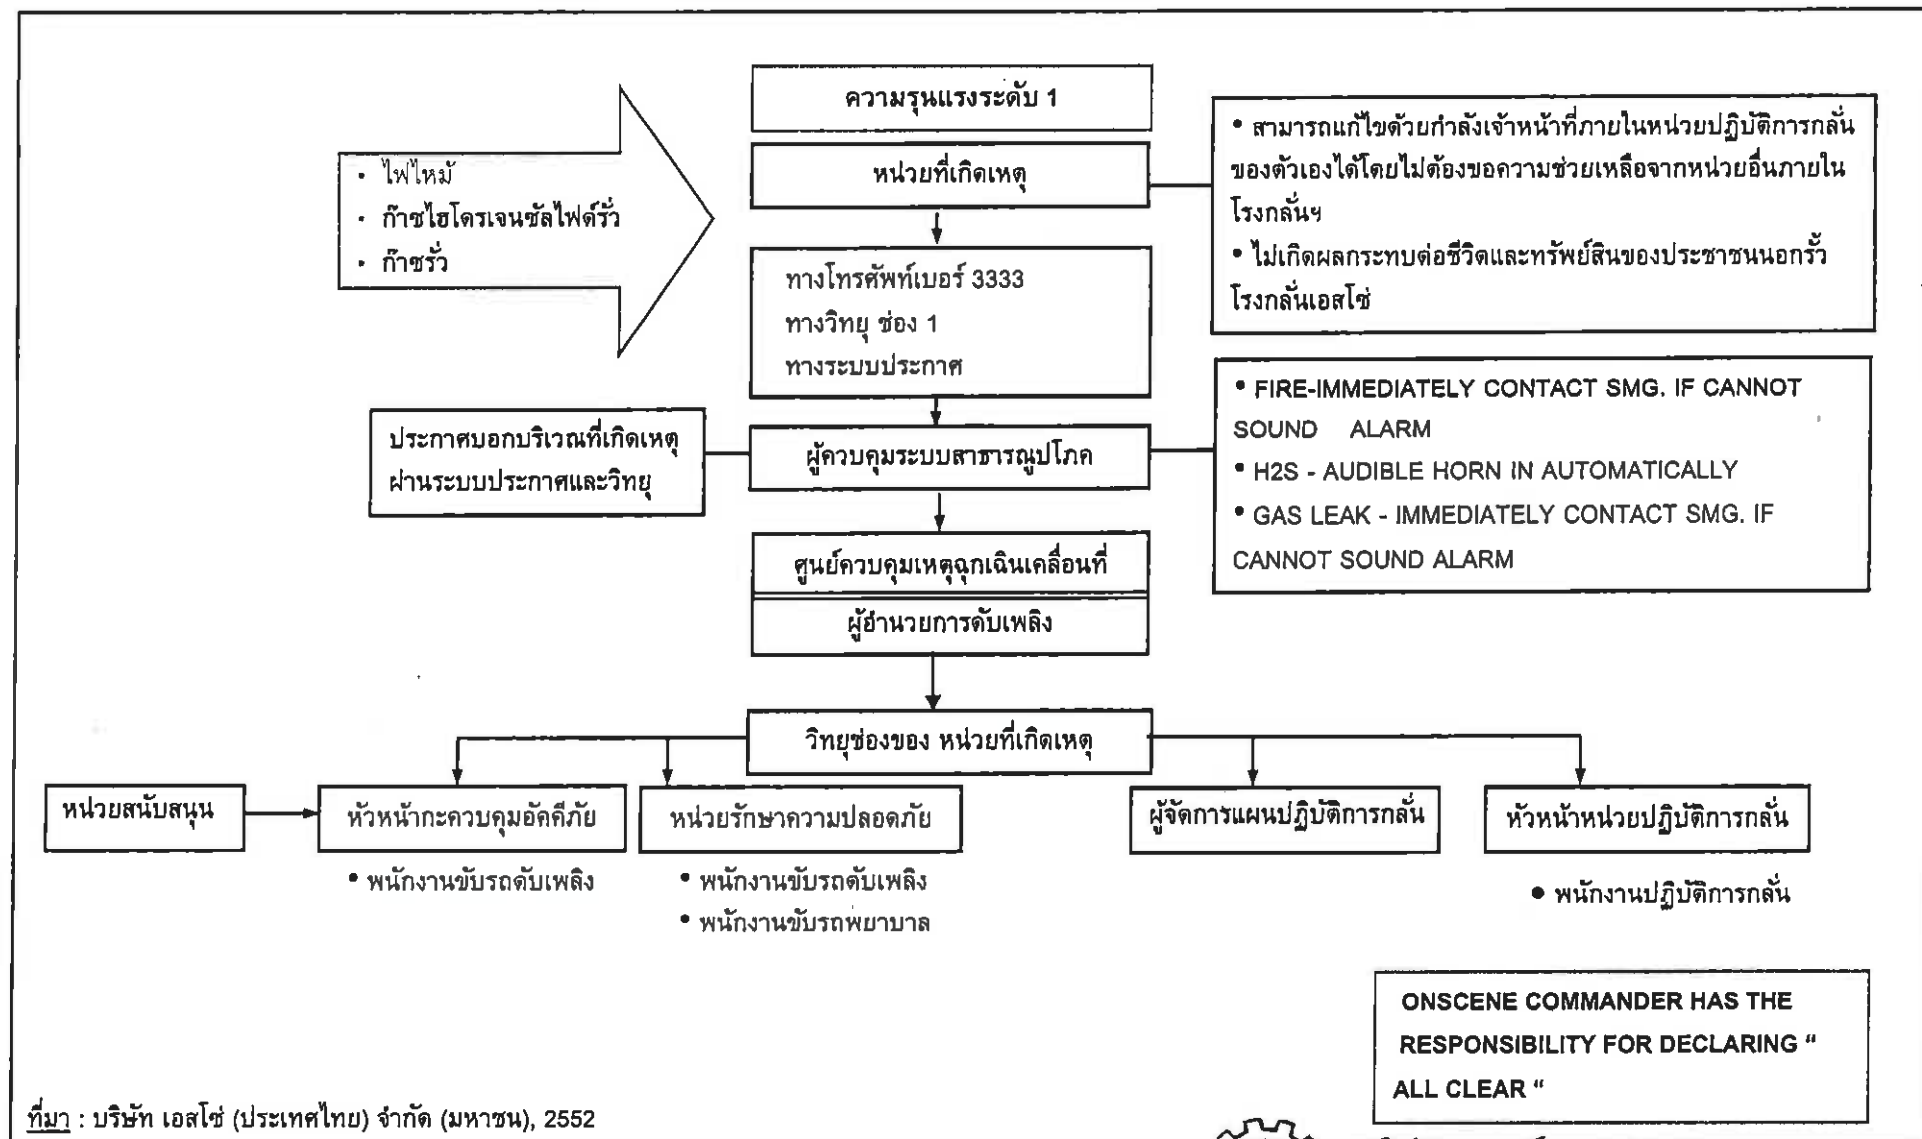 ความรุนแรงระดับ 1
หน่วยที่เกิดเหตุ
• ไฟไหม้
• ก๊าซไฮโดรเจนซัลไฟด์รั่ว
• ก๊าซรั่ว
• สามารถแก้ไขด้วยกำลังเจ้าหน้าที่ภายในหน่วยปฏิบัติการกลั่น
ของตัวเองได้โดยไม่ต้องขอความช่วยเหลือจากหน่วยอื่นภายใน
โรงกลั่นฯ
• ไม่เกิดผลกระทบต่อชีวิตและทรัพย์สินของประชาชนนอกรั้ว
โรงกลั่นเอสโซ่
ทางโทรศัพท์เบอร์ 3333
ทางวิทยุ ช่อง 1
ทางระบบประกาศ
ประกาศบอกบริเวณที่เกิดเหตุ
ผ่านระบบประกาศและวิทยุ
ผู้ควบคุมระบบสาธารณูปโภค
• FIRE-IMMEDIATELY CONTACT SMG. IF CANNOT
SOUND ALARM
• H2S - AUDIBLE HORN IN AUTOMATICALLY
• GAS LEAK - IMMEDIATELY CONTACT SMG. IF
CANNOT SOUND ALARM
ศูนย์ควบคุมเหตุฉุกเฉินเคลื่อนที่
ผู้อำนวยการดับเพลิง
วิทยุช่องของ หน่วยที่เกิดเหตุ
หน่วยสนับสนุน
หัวหน้ากะควบคุมอัคคีภัย
หน่วยรักษาความปลอดภัย
ผู้จัดการแผนปฏิบัติการกลั่น
หัวหน้าหน่วยปฏิบัติการกลั่น
• พนักงานขับรถดับเพลิง
• พนักงานขับรถดับเพลิง
• พนักงานขับรถพยาบาล
• พนักงานปฏิบัติการกลั่น
ONSCENE COMMANDER HAS THE
RESPONSIBILITY FOR DECLARING “
ALL CLEAR “
ที่มา : บริษัท เอสโซ่ (ประเทศไทย) จำกัด (มหาชน), 2552